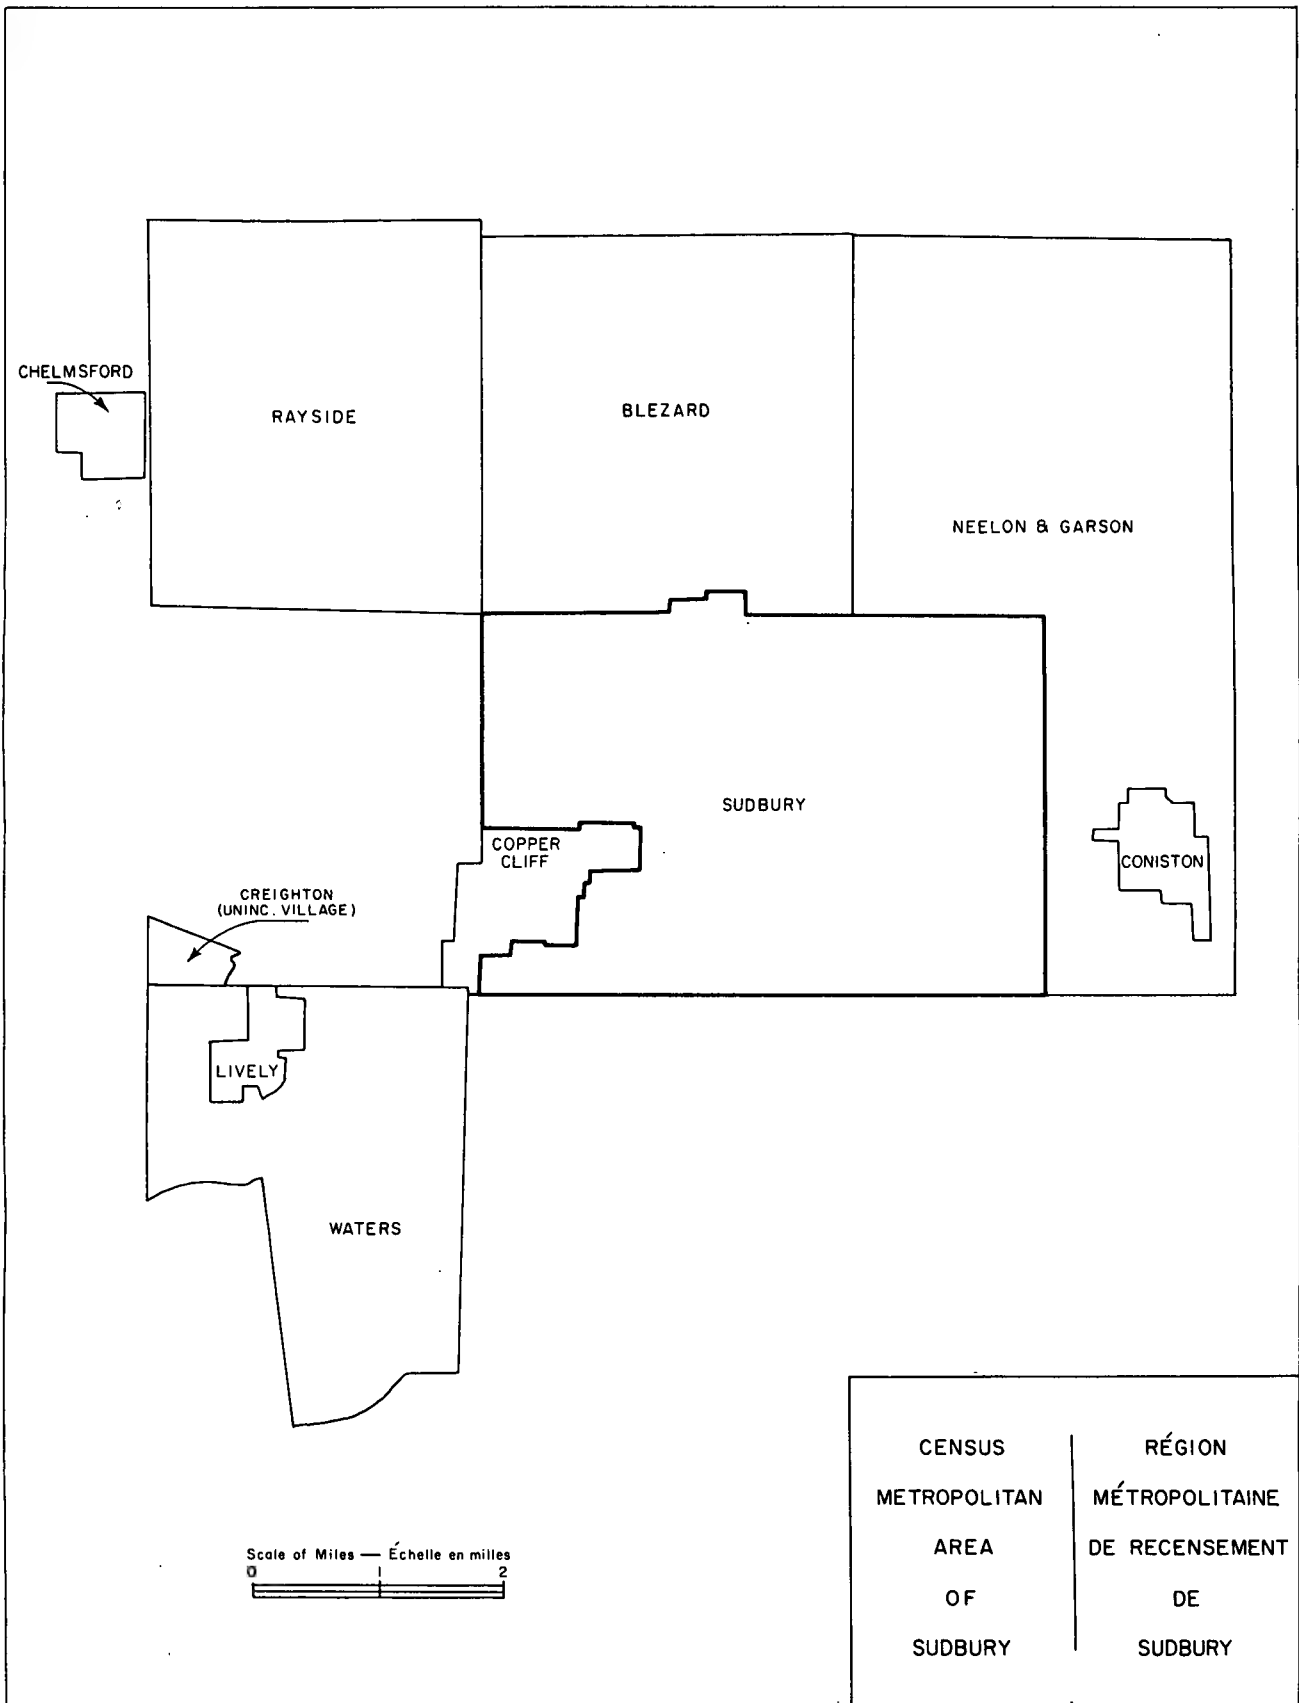 CHELMSFORD
RAYSIDE
BLEZARD
NEELON & GARSON
SUDBURY
COPPER
CLIFF
CONISTON
CREIGHTON
(UNINC. VILLAGE)
LIVELY
WATERS
Scale of Miles — Échelle en milles
0 1 2
CENSUS
METROPOLITAN
AREA
OF
SUDBURY
RÉGION
MÉTROPOLITAINE
DE RECENSEMENT
DE
SUDBURY